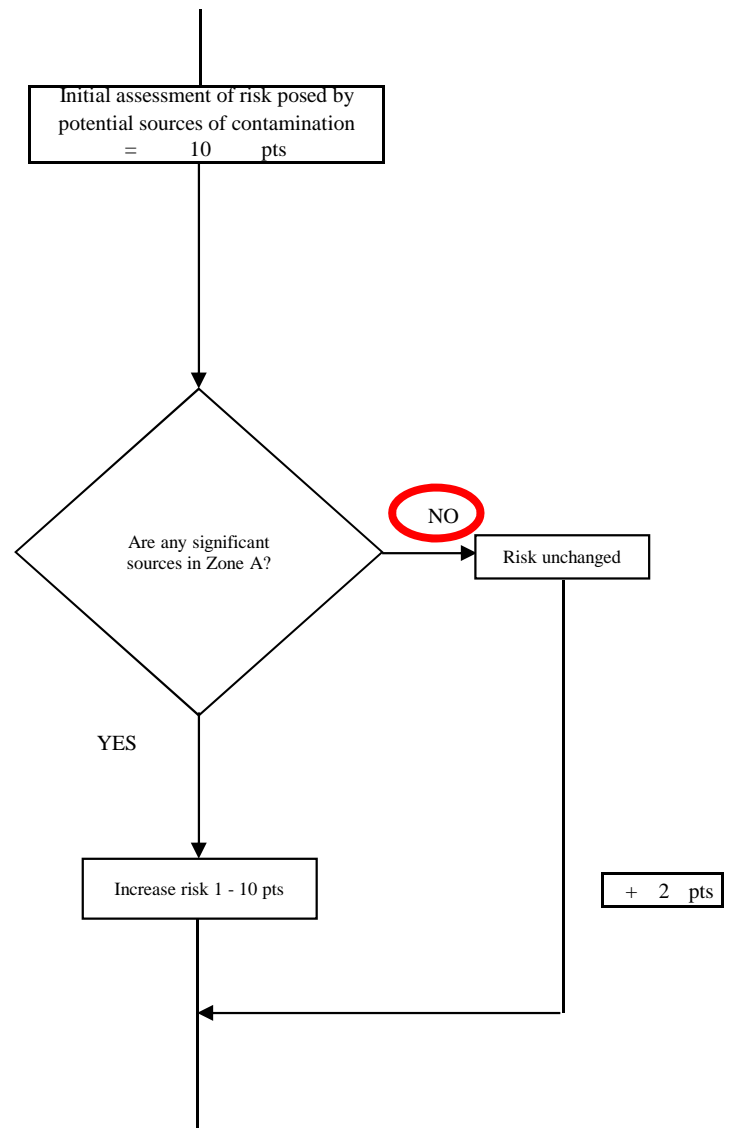 Initial assessment of risk posed by
potential sources of contamination
= 10 pts
NO
Are any significant
sources in Zone A?
Risk unchanged
YES
Increase risk 1 - 10 pts
+ 2 pts